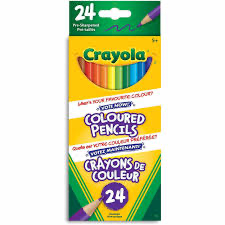 24
Pre-Sharpened
Pré-taillés
Crayola
5+
What's YOUR FAVOURITE COLOUR?
VOTE NOW!
COLOURED
PENCILS
Quelle est VOTRE COULEUR PRÉFÉRÉE?
VOTEZ MAINTENANT!
CRAYONS DE
COULEUR
24